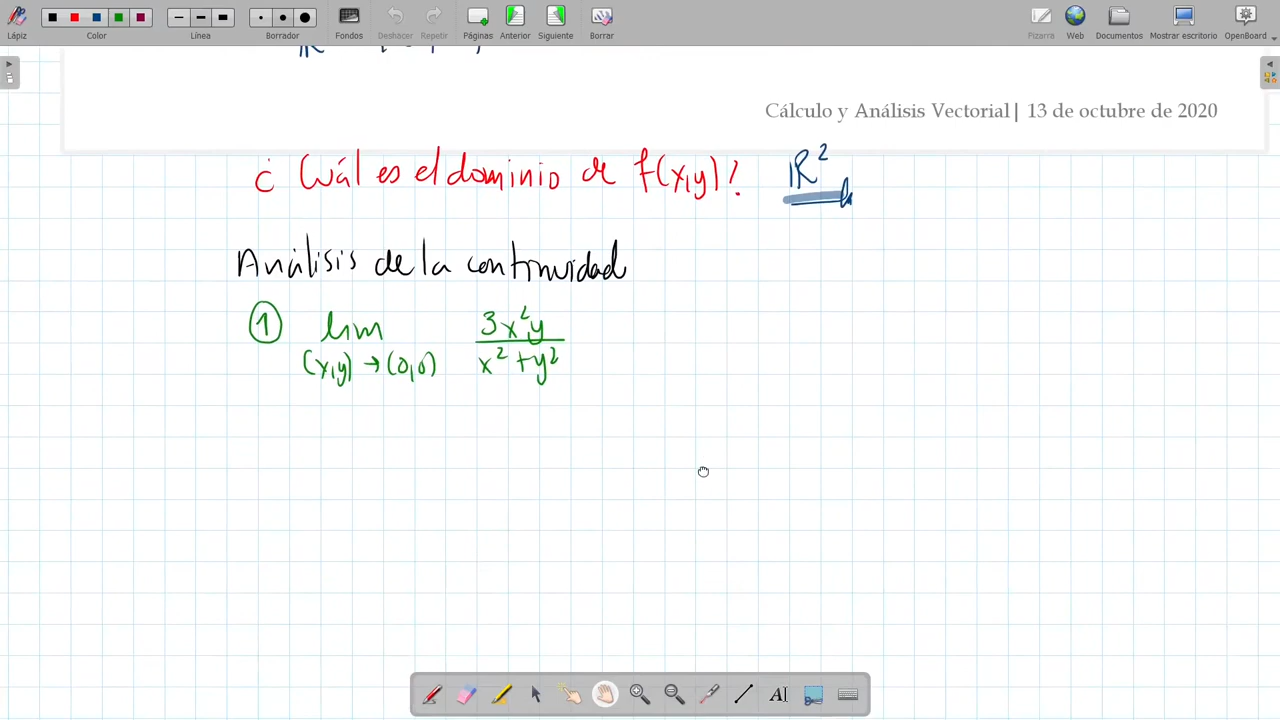 Lápiz Color Línea Borrador Fondos Deshacer Repetir Páginas Anterior Siguiente Borrar Pizarra Web Documentos Mostrar escritorio OpenBoard
Cálculo y Análisis Vectorial| 13 de octubre de 2020
¿ Cuál es el dominio de f(x,y)? ℝ²
Análisis de la continuidad
① lim 3x²y
(x,y) → (0,0) x² + y²
AI